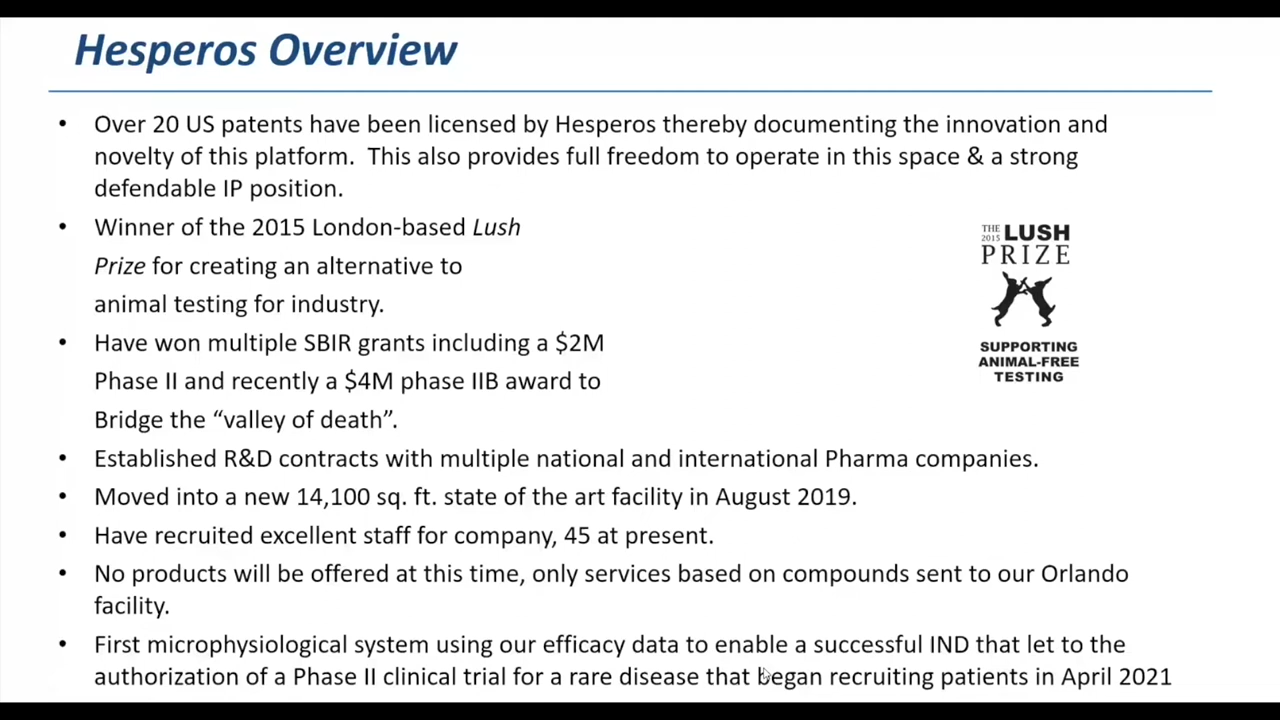 Hesperos Overview
• Over 20 US patents have been licensed by Hesperos thereby documenting the innovation and
novelty of this platform. This also provides full freedom to operate in this space & a strong
defendable IP position.
• Winner of the 2015 London-based Lush
Prize for creating an alternative to
animal testing for industry.
• Have won multiple SBIR grants including a $2M
Phase II and recently a $4M phase IIB award to
Bridge the “valley of death”.
• Established R&D contracts with multiple national and international Pharma companies.
• Moved into a new 14,100 sq. ft. state of the art facility in August 2019.
• Have recruited excellent staff for company, 45 at present.
• No products will be offered at this time, only services based on compounds sent to our Orlando
facility.
• First microphysiological system using our efficacy data to enable a successful IND that let to the
authorization of a Phase II clinical trial for a rare disease that began recruiting patients in April 2021
THE 2015 LUSH
PRIZE
SUPPORTING
ANIMAL-FREE
TESTING